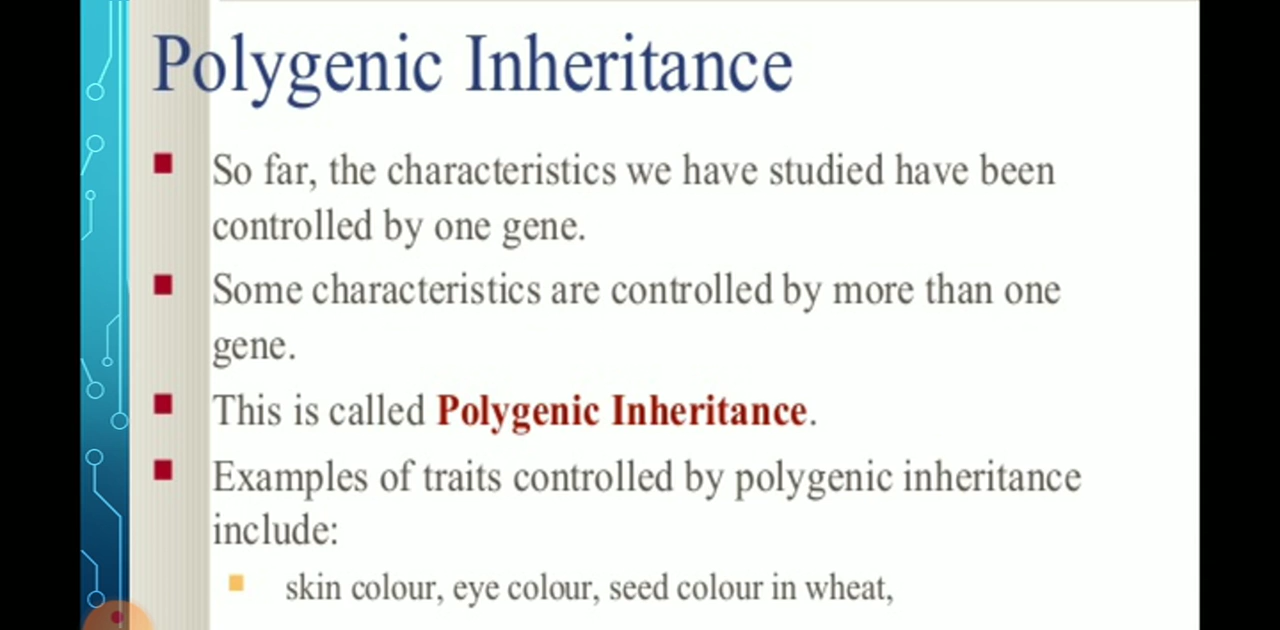 Polygenic Inheritance
So far, the characteristics we have studied have been
controlled by one gene.
Some characteristics are controlled by more than one
gene.
This is called Polygenic Inheritance.
Examples of traits controlled by polygenic inheritance
include:
skin colour, eye colour, seed colour in wheat,